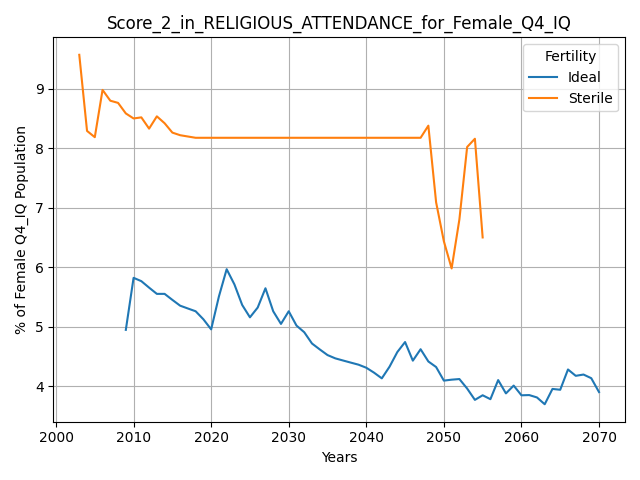 Score_2_in_RELIGIOUS_ATTENDANCE_for_Female_Q4_IQ
Fertility
Ideal
Sterile
% of Female Q4_IQ Population
9
8
7
6
5
4
2000 2010 2020 2030 2040 2050 2060 2070
Years